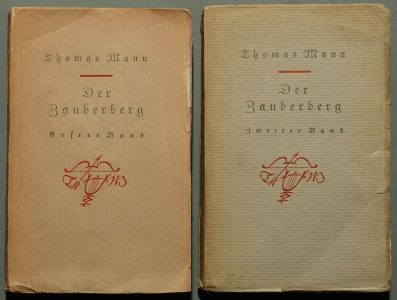 Thomas Mann
Der
Zauberberg
Erster Band
Thomas Mann
Der
Zauberberg
Zweiter Band